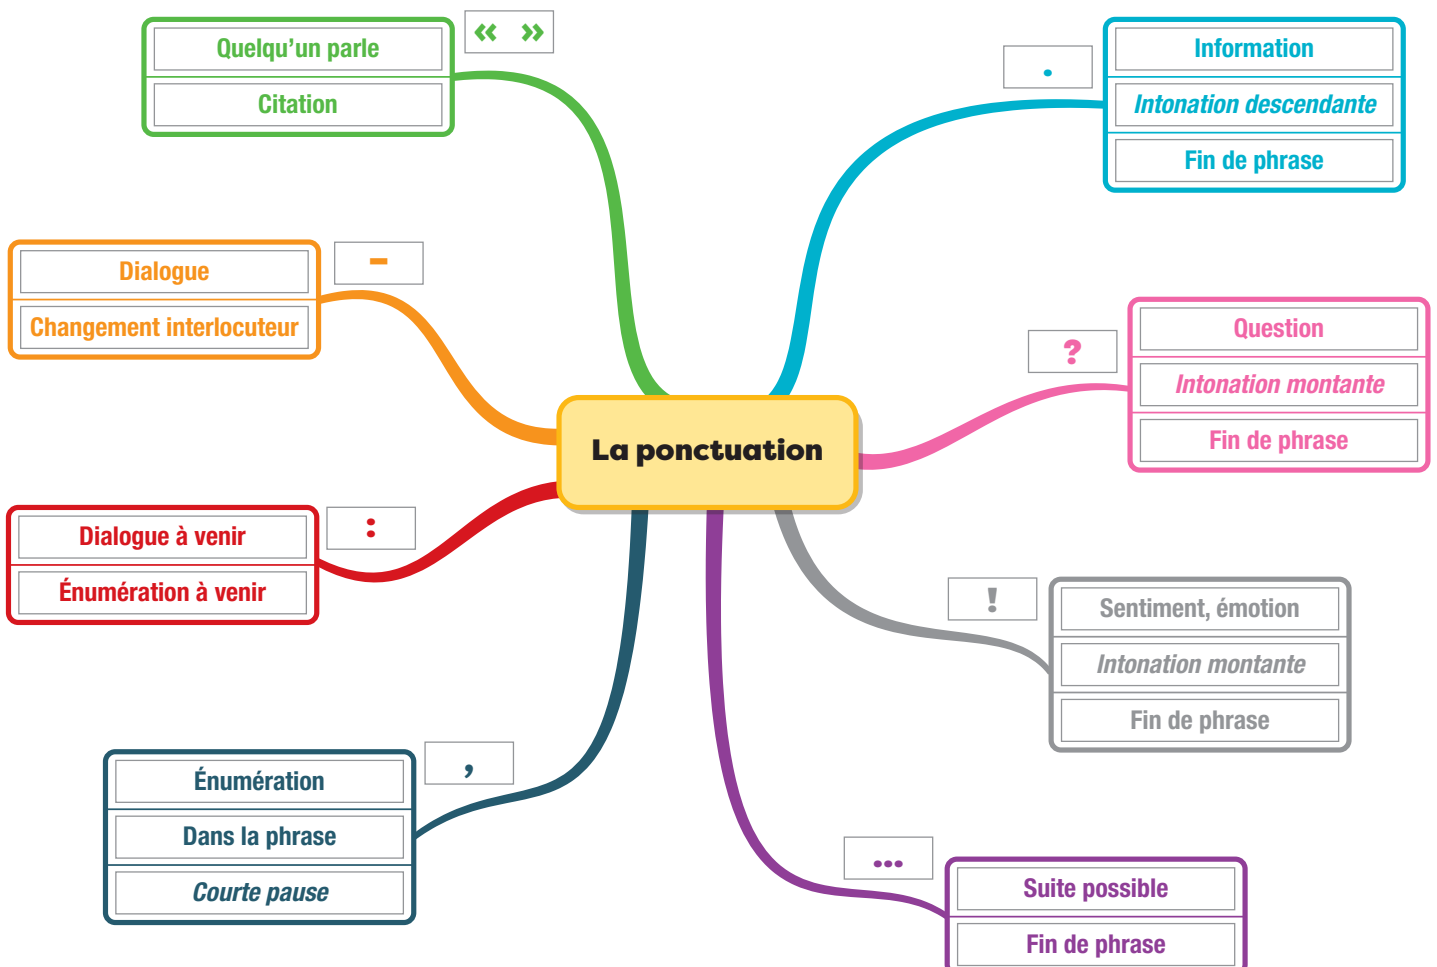 « »
Quelqu’un parle
Citation
.
Information
Intonation descendante
Fin de phrase
-
Dialogue
Changement interlocuteur
?
Question
Intonation montante
Fin de phrase
La ponctuation
:
Dialogue à venir
Énumération à venir
!
Sentiment, émotion
Intonation montante
Fin de phrase
,
Énumération
Dans la phrase
Courte pause
...
Suite possible
Fin de phrase